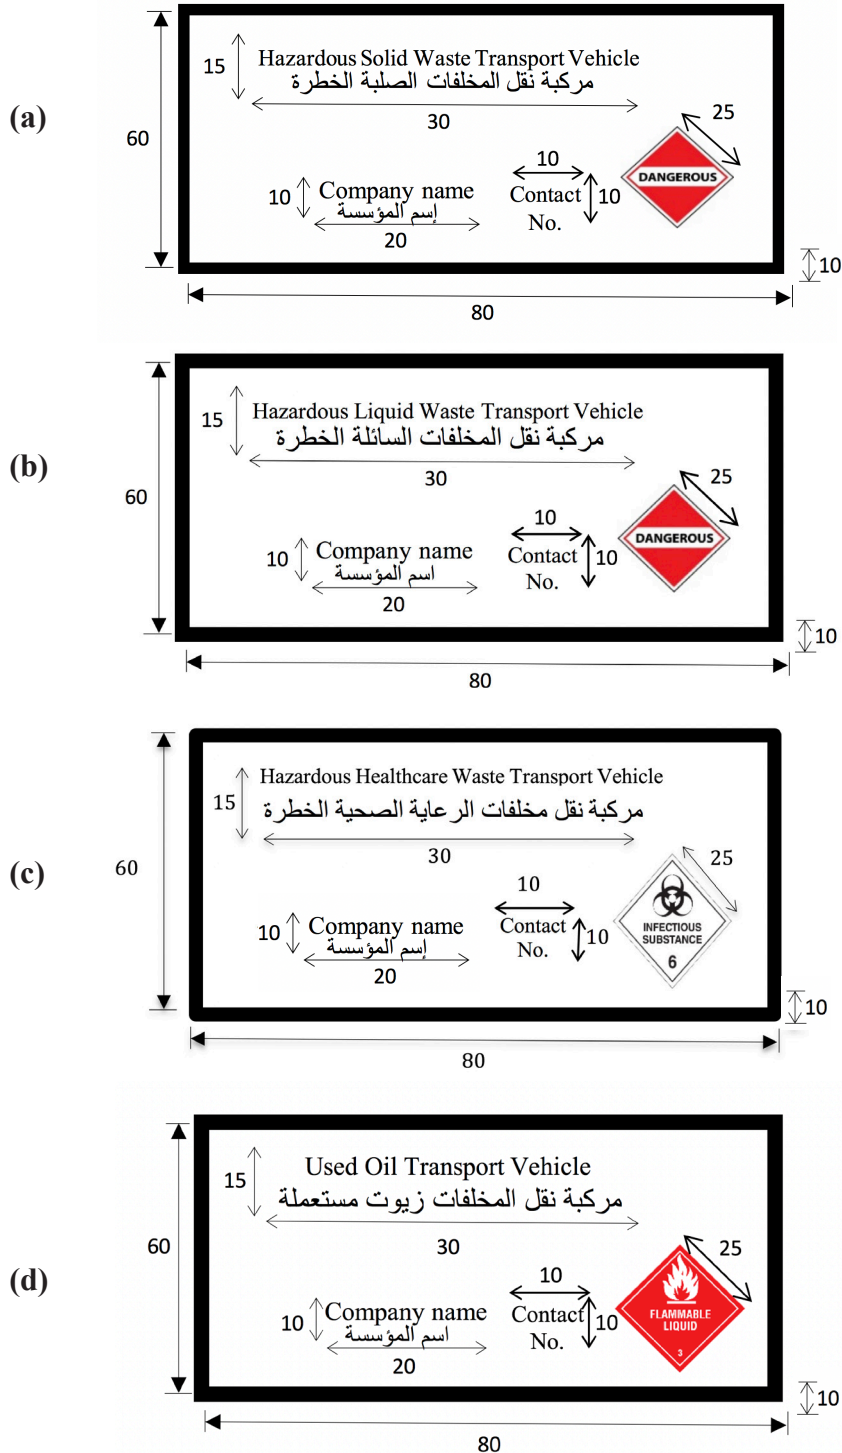 (a)
60
15
Hazardous Solid Waste Transport Vehicle
مركبة نقل المخلفات الصلبة الخطرة
30
25
DANGEROUS
10
Company name
إسم المؤسسة
20
10
Contact
No.
10
10
80
(b)
60
15
Hazardous Liquid Waste Transport Vehicle
مركبة نقل المخلفات السائلة الخطرة
30
25
DANGEROUS
10
Company name
اسم المؤسسة
20
10
Contact
No.
10
10
80
(c)
60
15
Hazardous Healthcare Waste Transport Vehicle
مركبة نقل مخلفات الرعاية الصحية الخطرة
30
25
INFECTIOUS
SUBSTANCE
6
10
Company name
إسم المؤسسة
20
10
Contact
No.
10
10
80
(d)
60
15
Used Oil Transport Vehicle
مركبة نقل المخلفات زيوت مستعملة
30
25
FLAMMABLE
LIQUID
3
10
Company name
اسم المؤسسة
20
10
Contact
No.
10
10
80